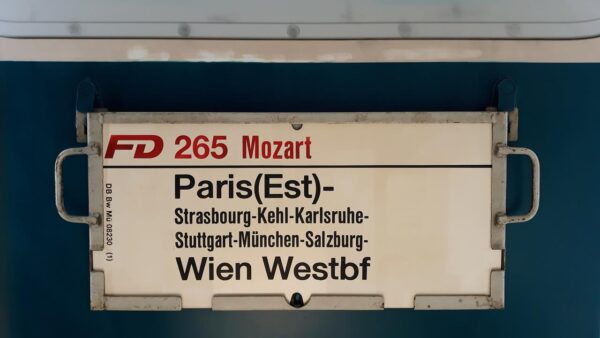 FD 265 Mozart
Paris(Est)-
Strasbourg-Kehl-Karlsruhe-
Stuttgart-München-Salzburg-
Wien Westbf
DB Bw Mü 08230 (1)